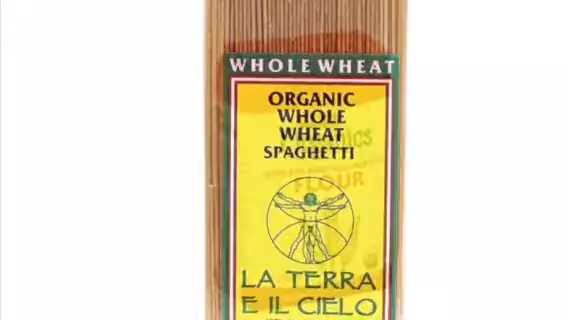 WHOLE WHEAT
ORGANIC
WHOLE
WHEAT
SPAGHETTI
FLOUR
LA TERRA
E IL CIELO